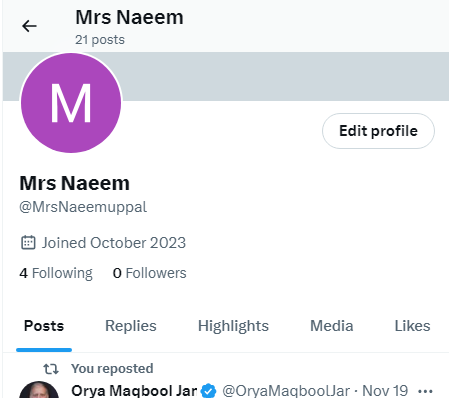 Mrs Naeem
21 posts
M
Edit profile
Mrs Naeem
@MrsNaeemuppal
Joined October 2023
4 Following 0 Followers
Posts Replies Highlights Media Likes
You reposted
Orya Maqbool Jan @OryaMaqboolJar · Nov 19 ···